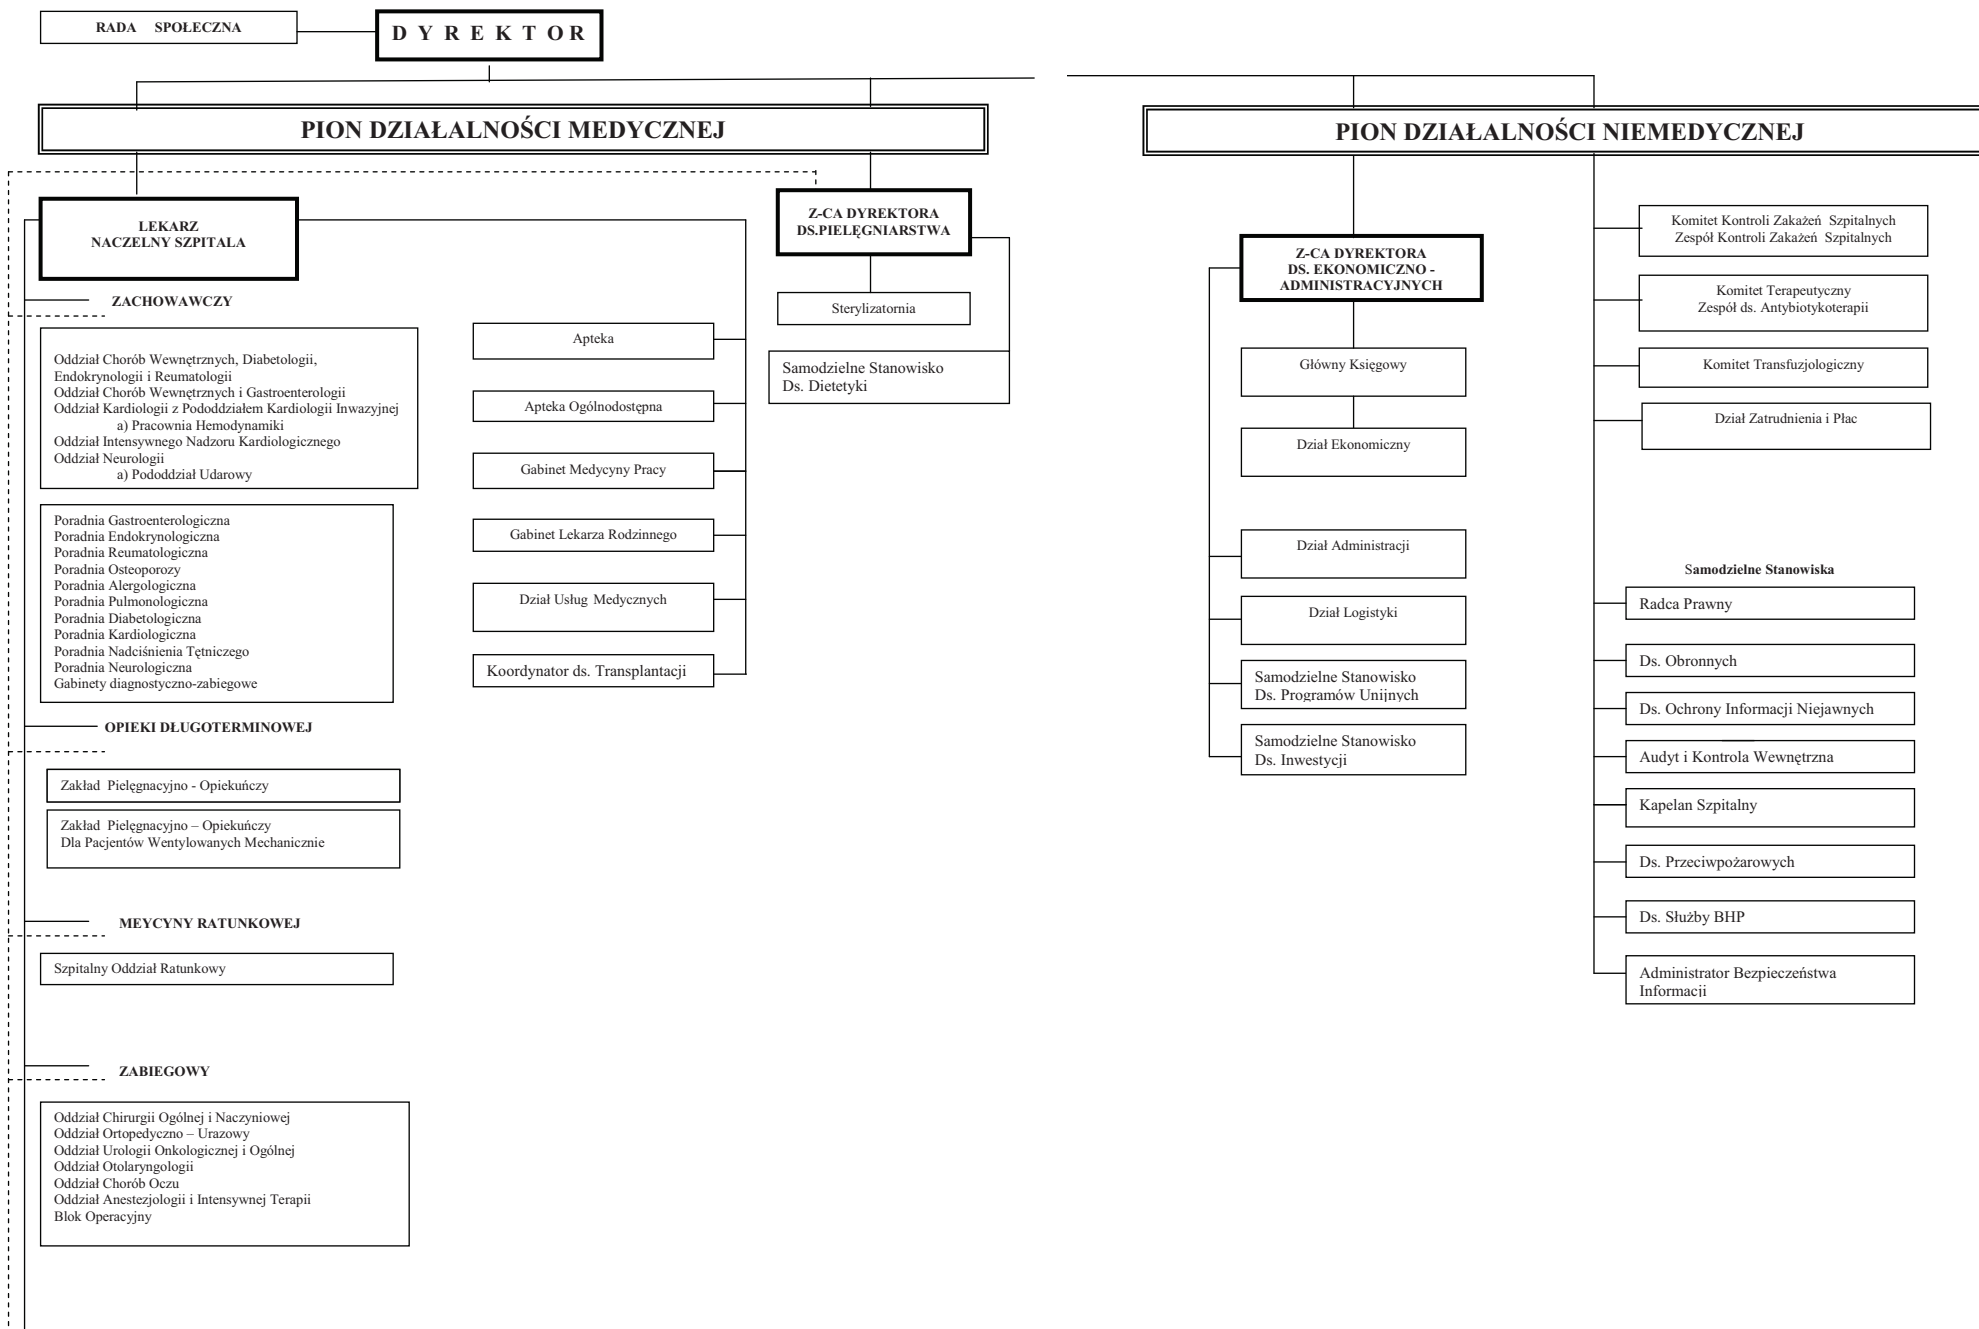 RADA SPOŁECZNA
D Y R E K T O R
PION DZIAŁALNOŚCI MEDYCZNEJ
LEKARZ
NACZELNY SZPITALA
Z-CA DYREKTORA
DS.PIELĘGNIARSTWA
Sterylizatornia
Samodzielne Stanowisko
Ds. Dietetyki
ZACHOWAWCZY
Oddział Chorób Wewnętrznych, Diabetologii,
Endokrynologii i Reumatologii
Oddział Chorób Wewnętrznych i Gastroenterologii
Oddział Kardiologii z Pododdziałem Kardiologii Inwazyjnej
a) Pracownia Hemodynamiki
Oddział Intensywnego Nadzoru Kardiologicznego
Oddział Neurologii
a) Pododdział Udarowy
Poradnia Gastroenterologiczna
Poradnia Endokrynologiczna
Poradnia Reumatologiczna
Poradnia Osteoporozy
Poradnia Alergologiczna
Poradnia Pulmonologiczna
Poradnia Diabetologiczna
Poradnia Kardiologiczna
Poradnia Nadciśnienia Tętniczego
Poradnia Neurologiczna
Gabinety diagnostyczno-zabiegowe
OPIEKI DŁUGOTERMINOWEJ
Zakład Pielęgnacyjno - Opiekuńczy
Zakład Pielęgnacyjno – Opiekuńczy
Dla Pacjentów Wentylowanych Mechanicznie
MEYCYNY RATUNKOWEJ
Szpitalny Oddział Ratunkowy
ZABIEGOWY
Oddział Chirurgii Ogólnej i Naczyniowej
Oddział Ortopedyczno – Urazowy
Oddział Urologii Onkologicznej i Ogólnej
Oddział Otolaryngologii
Oddział Chorób Oczu
Oddział Anestezjologii i Intensywnej Terapii
Blok Operacyjny
Apteka
Apteka Ogólnodostępna
Gabinet Medycyny Pracy
Gabinet Lekarza Rodzinnego
Dział Usług Medycznych
Koordynator ds. Transplantacji
PION DZIAŁALNOŚCI NIEMEDYCZNEJ
Z-CA DYREKTORA
DS. EKONOMICZNO -
ADMINISTRACYJNYCH
Główny Księgowy
Dział Ekonomiczny
Dział Administracji
Dział Logistyki
Samodzielne Stanowisko
Ds. Programów Unijnych
Samodzielne Stanowisko
Ds. Inwestycji
Komitet Kontroli Zakażeń Szpitalnych
Zespół Kontroli Zakażeń Szpitalnych
Komitet Terapeutyczny
Zespół ds. Antybiotykoterapii
Komitet Transfuzjologiczny
Dział Zatrudnienia i Płac
Samodzielne Stanowiska
Radca Prawny
Ds. Obronnych
Ds. Ochrony Informacji Niejawnych
Audyt i Kontrola Wewnętrzna
Kapelan Szpitalny
Ds. Przeciwpożarowych
Ds. Służby BHP
Administrator Bezpieczeństwa
Informacji